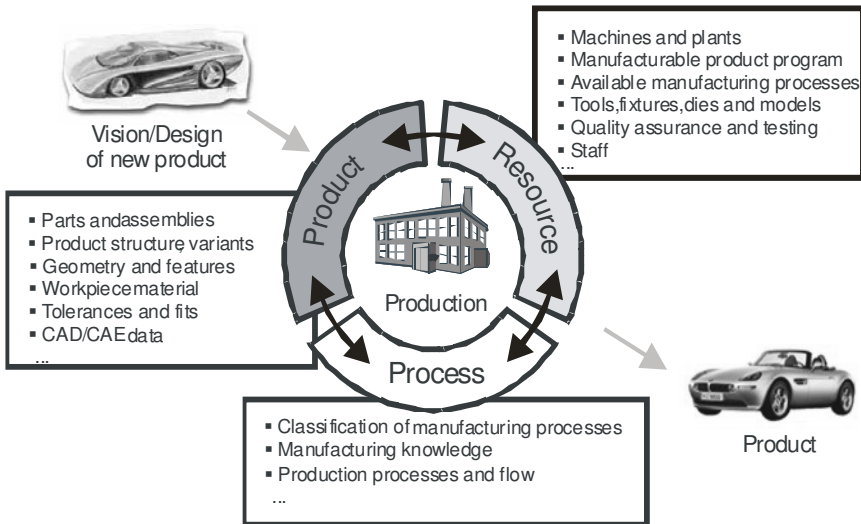 Vision/Design
of new product
▪ Machines and plants
▪ Manufacturable product program
▪ Available manufacturing processes
▪ Tools,fixtures,dies and models
▪ Quality assurance and testing
▪ Staff
...
Product
Resource
▪ Parts andassemblies
▪ Product structure, variants
▪ Geometry and features
▪ Workpiecematerial
▪ Tolerances and fits
▪ CAD/CAEdata
...
Production
Process
▪ Classification of manufacturing processes
▪ Manufacturing knowledge
▪ Production processes and flow
...
Product